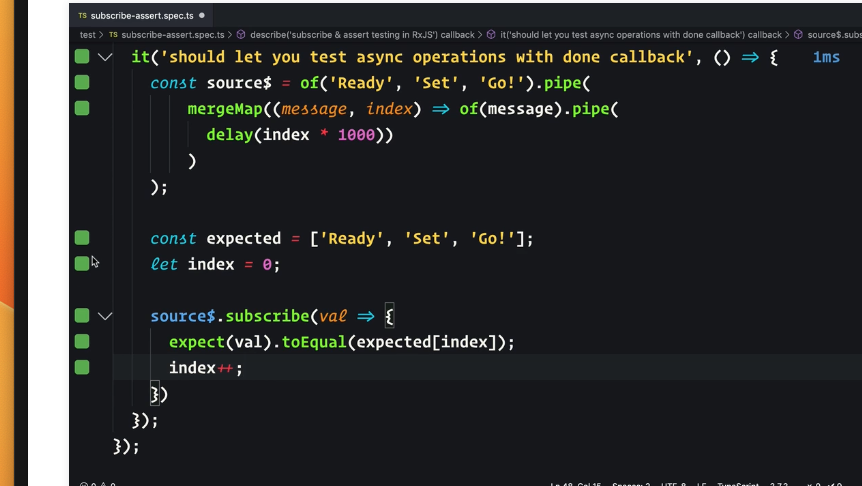 TS subscribe-assert.spec.ts
test > TS subscribe-assert.spec.ts > describe('subscribe & assert testing in RxJS') callback > it('should let you test async operations with done callback') callback > source$.subs
it('should let you test async operations with done callback', () => { 1ms
const source$ = of('Ready', 'Set', 'Go!').pipe(
mergeMap((message, index) => of(message).pipe(
delay(index * 1000))
)
);
const expected = ['Ready', 'Set', 'Go!'];
let index = 0;
source$.subscribe(val => {
expect(val).toEqual(expected[index]);
index++;
})
});
});